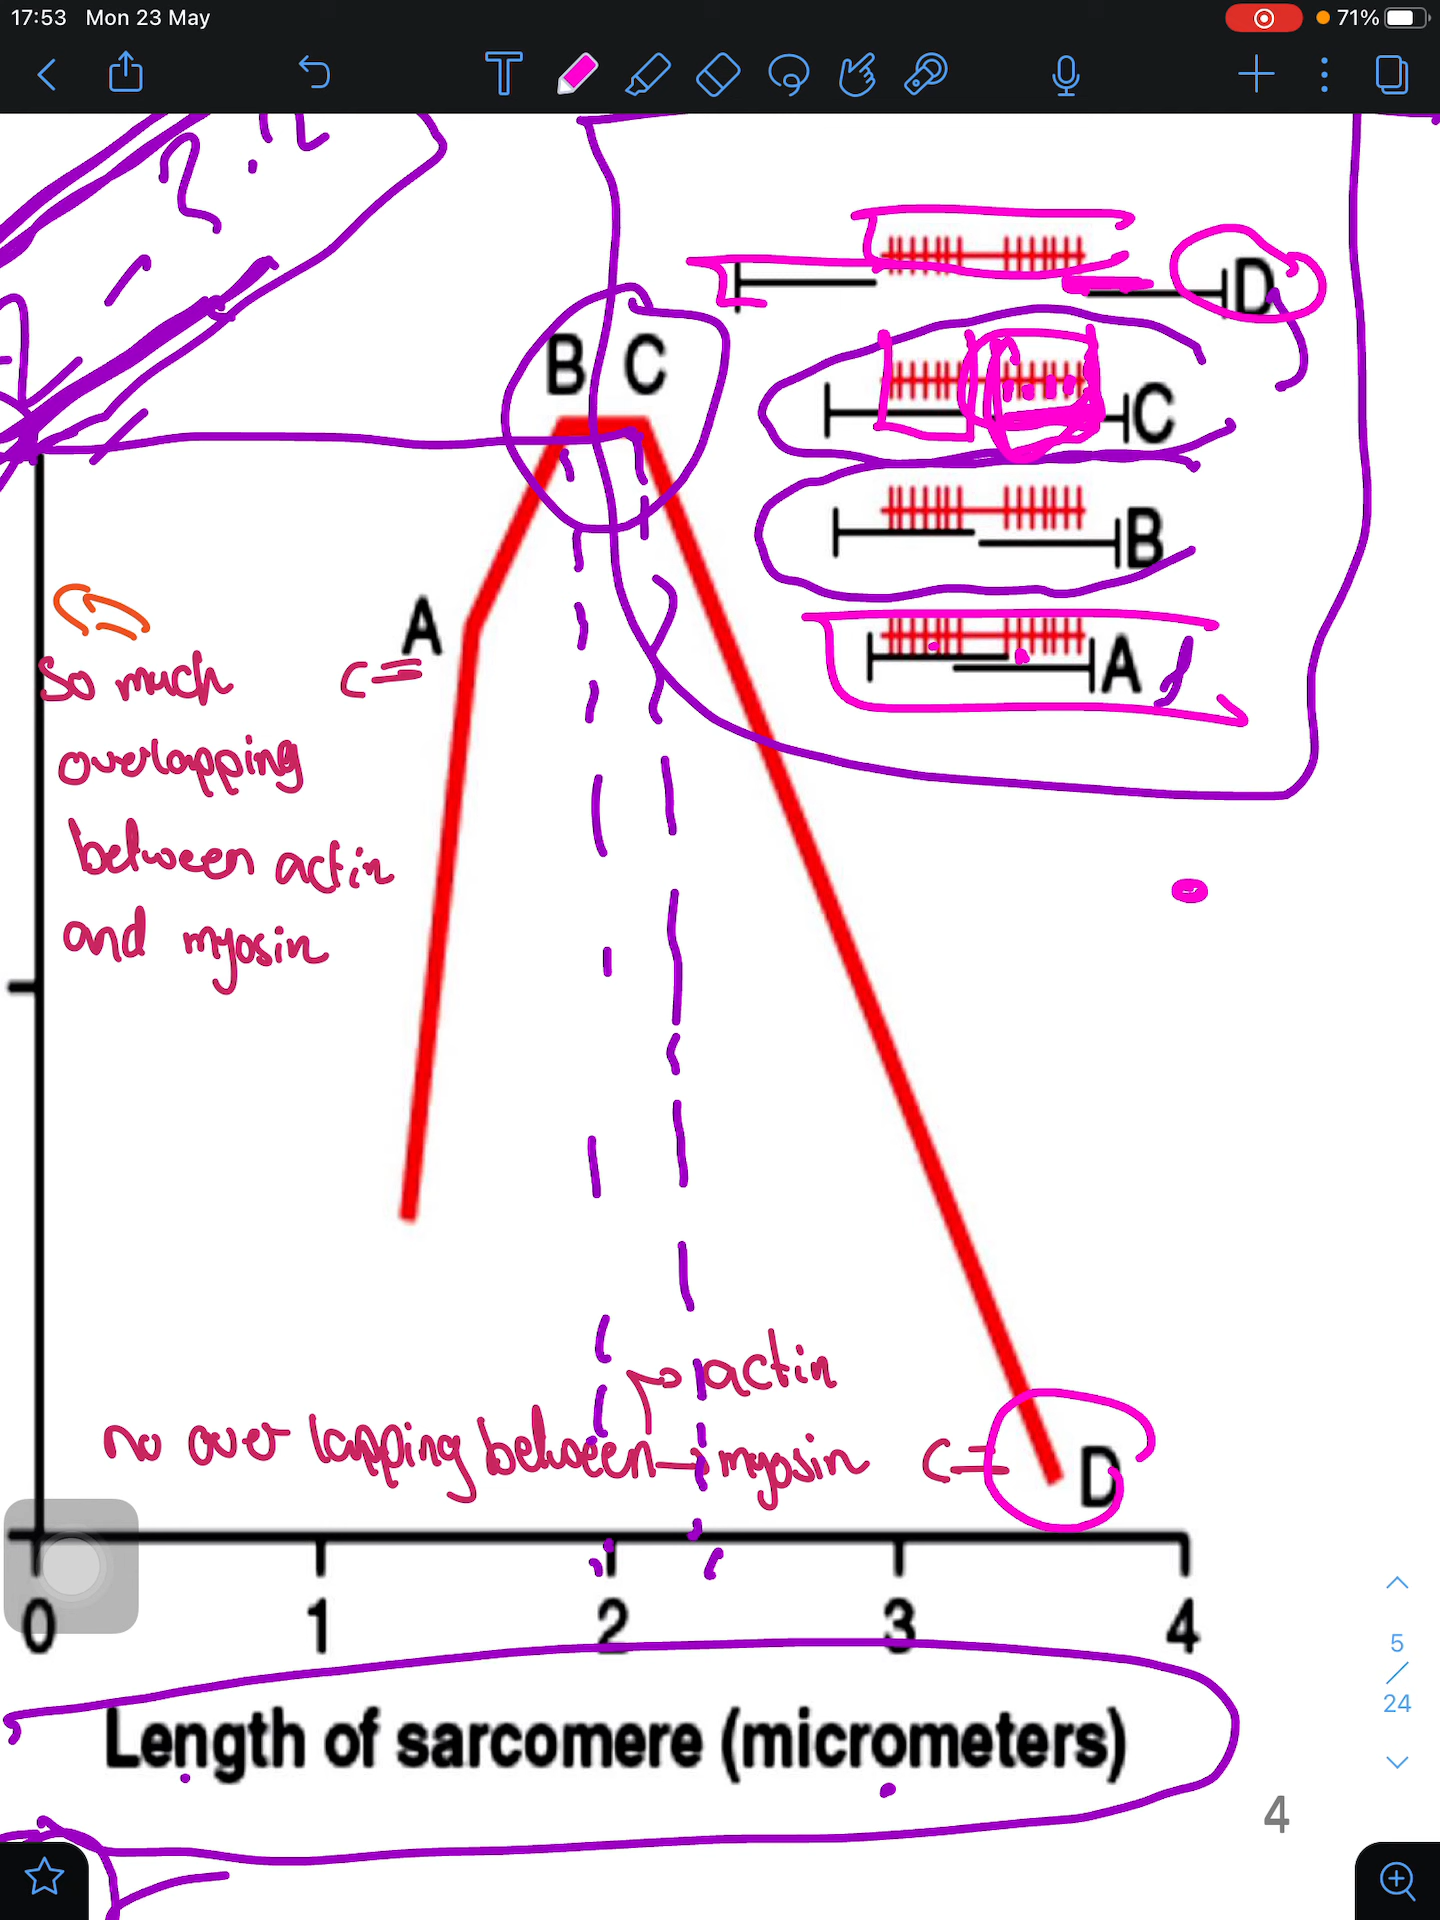 17:53 Mon 23 May
71%
T
D
B C
C
B
A
A
So much
overlapping
between actin
and myosin
actin
no over lapping between myosin
D
0 1 2 3 4
5
/
24
Length of sarcomere (micrometers)
4